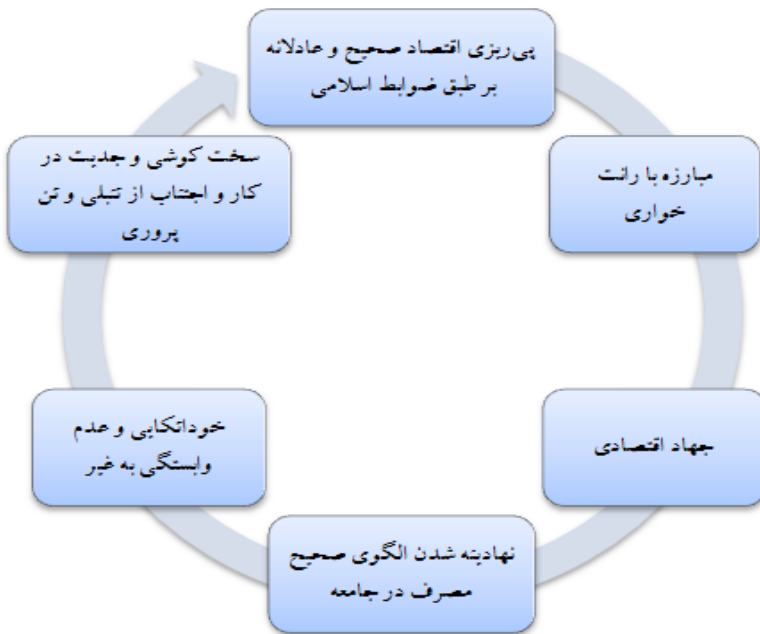 پی‌ریزی اقتصاد صحیح و عادلانه
بر طبق ضوابط اسلامی
مبارزه با رانت
خواری
جهاد اقتصادی
نهادینه شدن الگوی صحیح
مصرف در جامعه
خوداتکایی و عدم
وابستگی به غیر
سخت کوشی و جدیت در
کار و اجتناب از تنبلی و تن
پروری